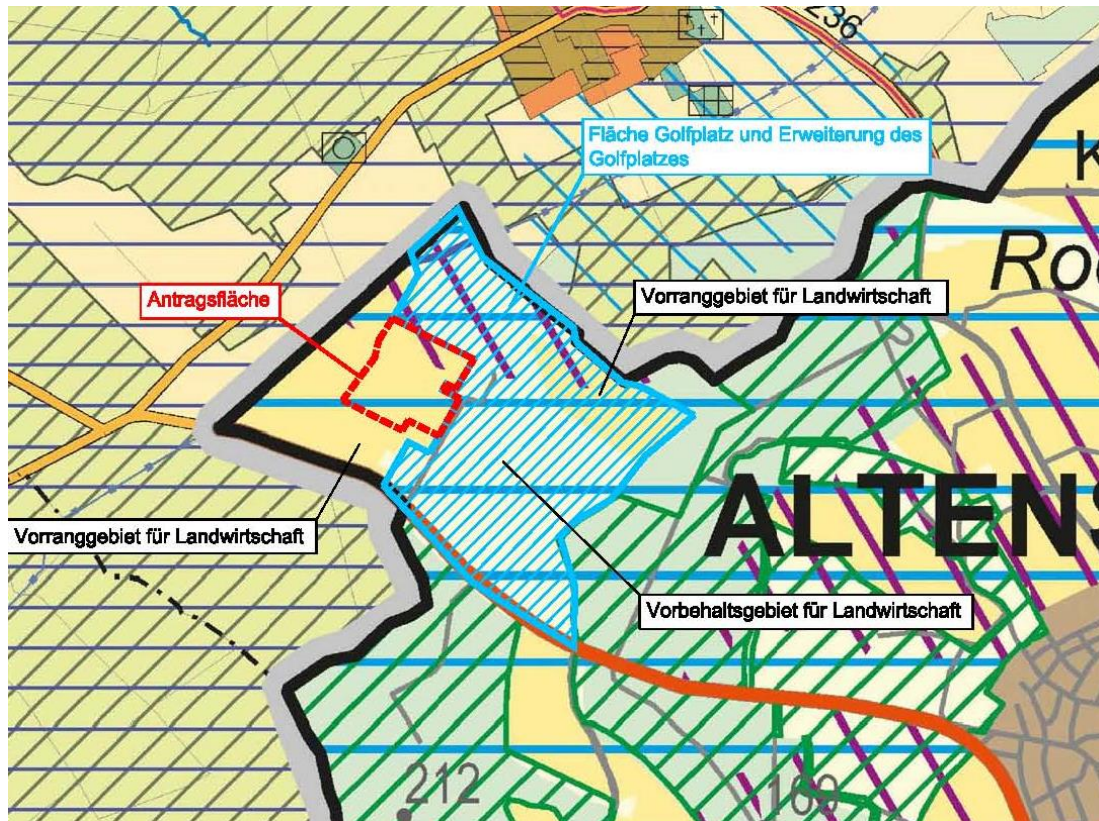 236
Fläche Golfplatz und Erweiterung des
Golfplatzes
K
Roc
Antragsfläche
Vorranggebiet für Landwirtschaft
ALTENS
Vorranggebiet für Landwirtschaft
Vorbehaltsgebiet für Landwirtschaft
212
160